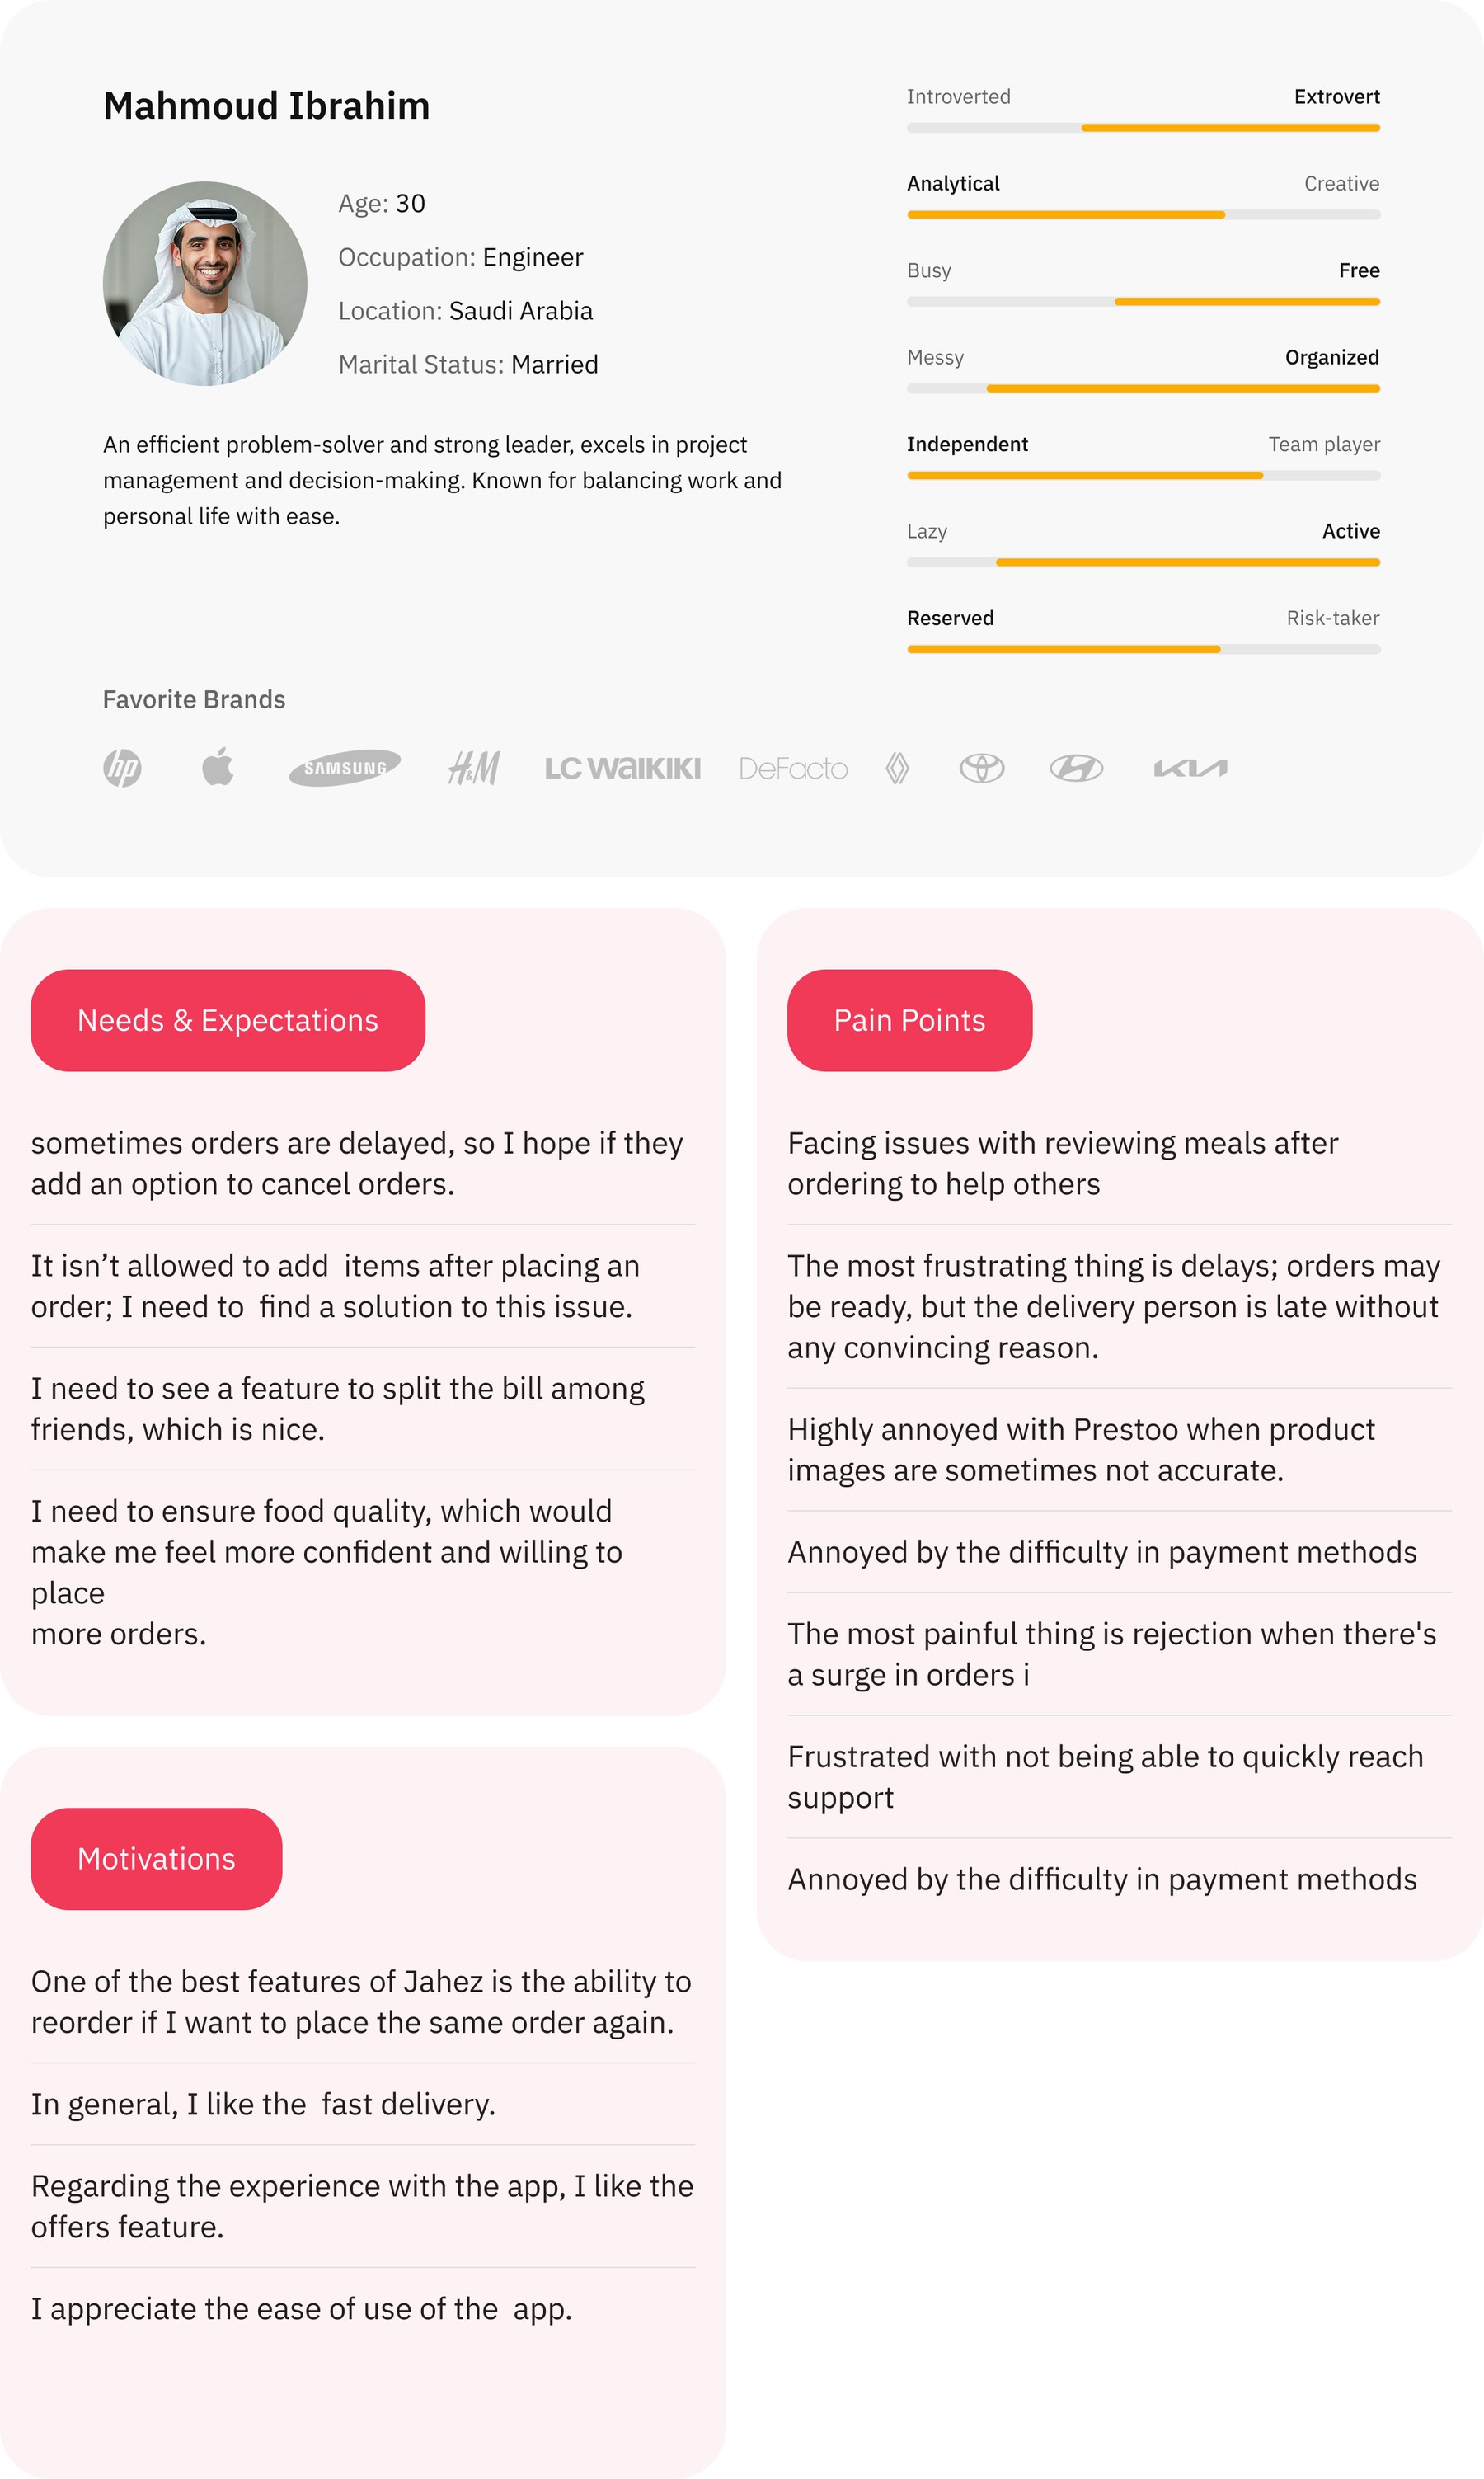 Mahmoud Ibrahim
Age: 30
Occupation: Engineer
Location: Saudi Arabia
Marital Status: Married
An efficient problem-solver and strong leader, excels in project
management and decision-making. Known for balancing work and
personal life with ease.
Introverted Extrovert
Analytical Creative
Busy Free
Messy Organized
Independent Team player
Lazy Active
Reserved Risk-taker
Favorite Brands
hp SAMSUNG H&M LC WAIKIKI DeFacto KIA
Needs & Expectations
sometimes orders are delayed, so I hope if they
add an option to cancel orders.
It isn’t allowed to add  items after placing an
order; I need to  find a solution to this issue.
I need to see a feature to split the bill among
friends, which is nice.
I need to ensure food quality, which would
make me feel more confident and willing to
place
more orders.
Motivations
One of the best features of Jahez is the ability to
reorder if I want to place the same order again.
In general, I like the  fast delivery.
Regarding the experience with the app, I like the
offers feature.
I appreciate the ease of use of the  app.
Pain Points
Facing issues with reviewing meals after
ordering to help others
The most frustrating thing is delays; orders may
be ready, but the delivery person is late without
any convincing reason.
Highly annoyed with Prestoo when product
images are sometimes not accurate.
Annoyed by the difficulty in payment methods
The most painful thing is rejection when there's
a surge in orders i
Frustrated with not being able to quickly reach
support
Annoyed by the difficulty in payment methods